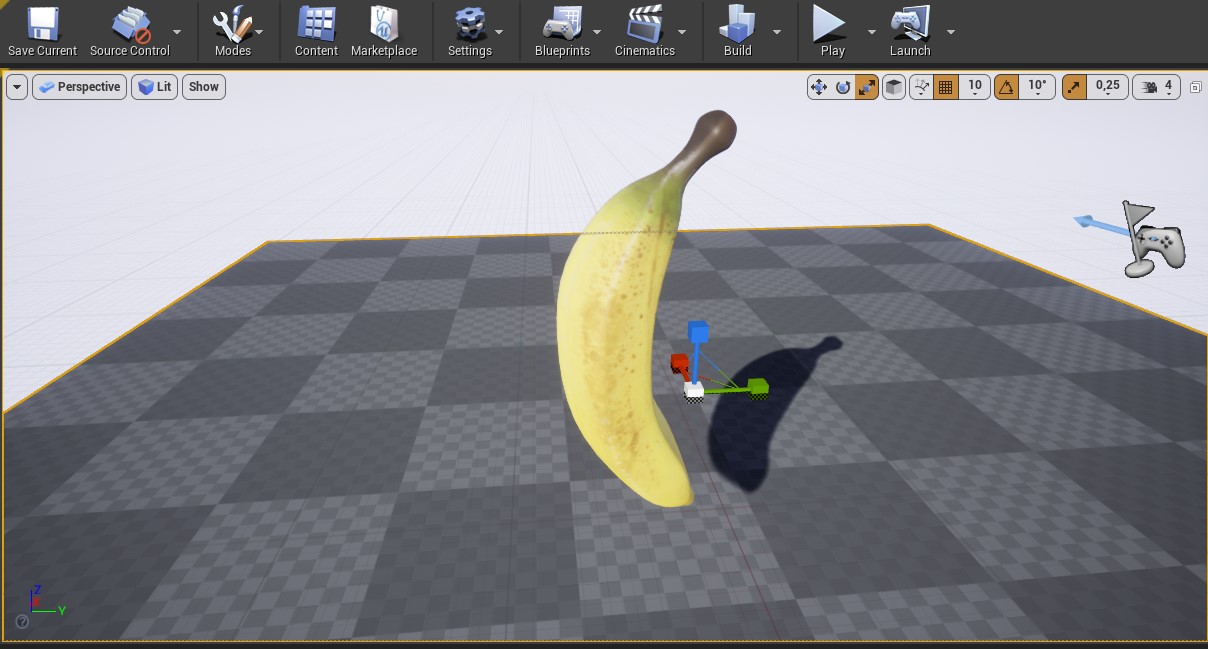 Save Current Source Control Modes Content Marketplace Settings Blueprints Cinematics Build Play Launch
Perspective Lit Show 10 10° 0,25 4
Z
X
Y
?